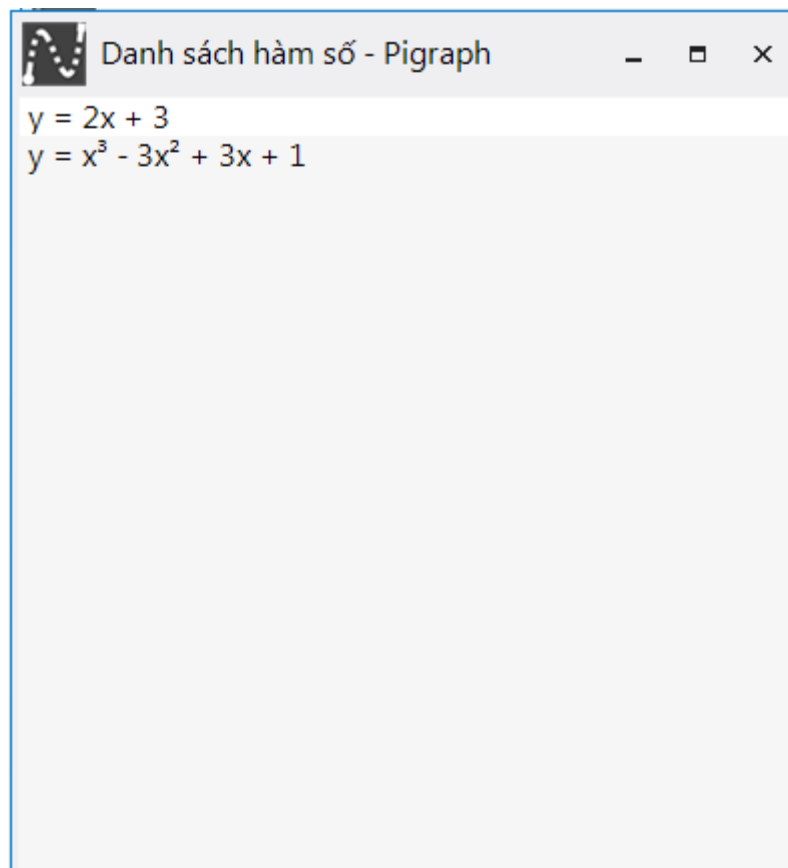 Danh sách hàm số - Pigraph
y = 2x + 3
y = x³ - 3x² + 3x + 1